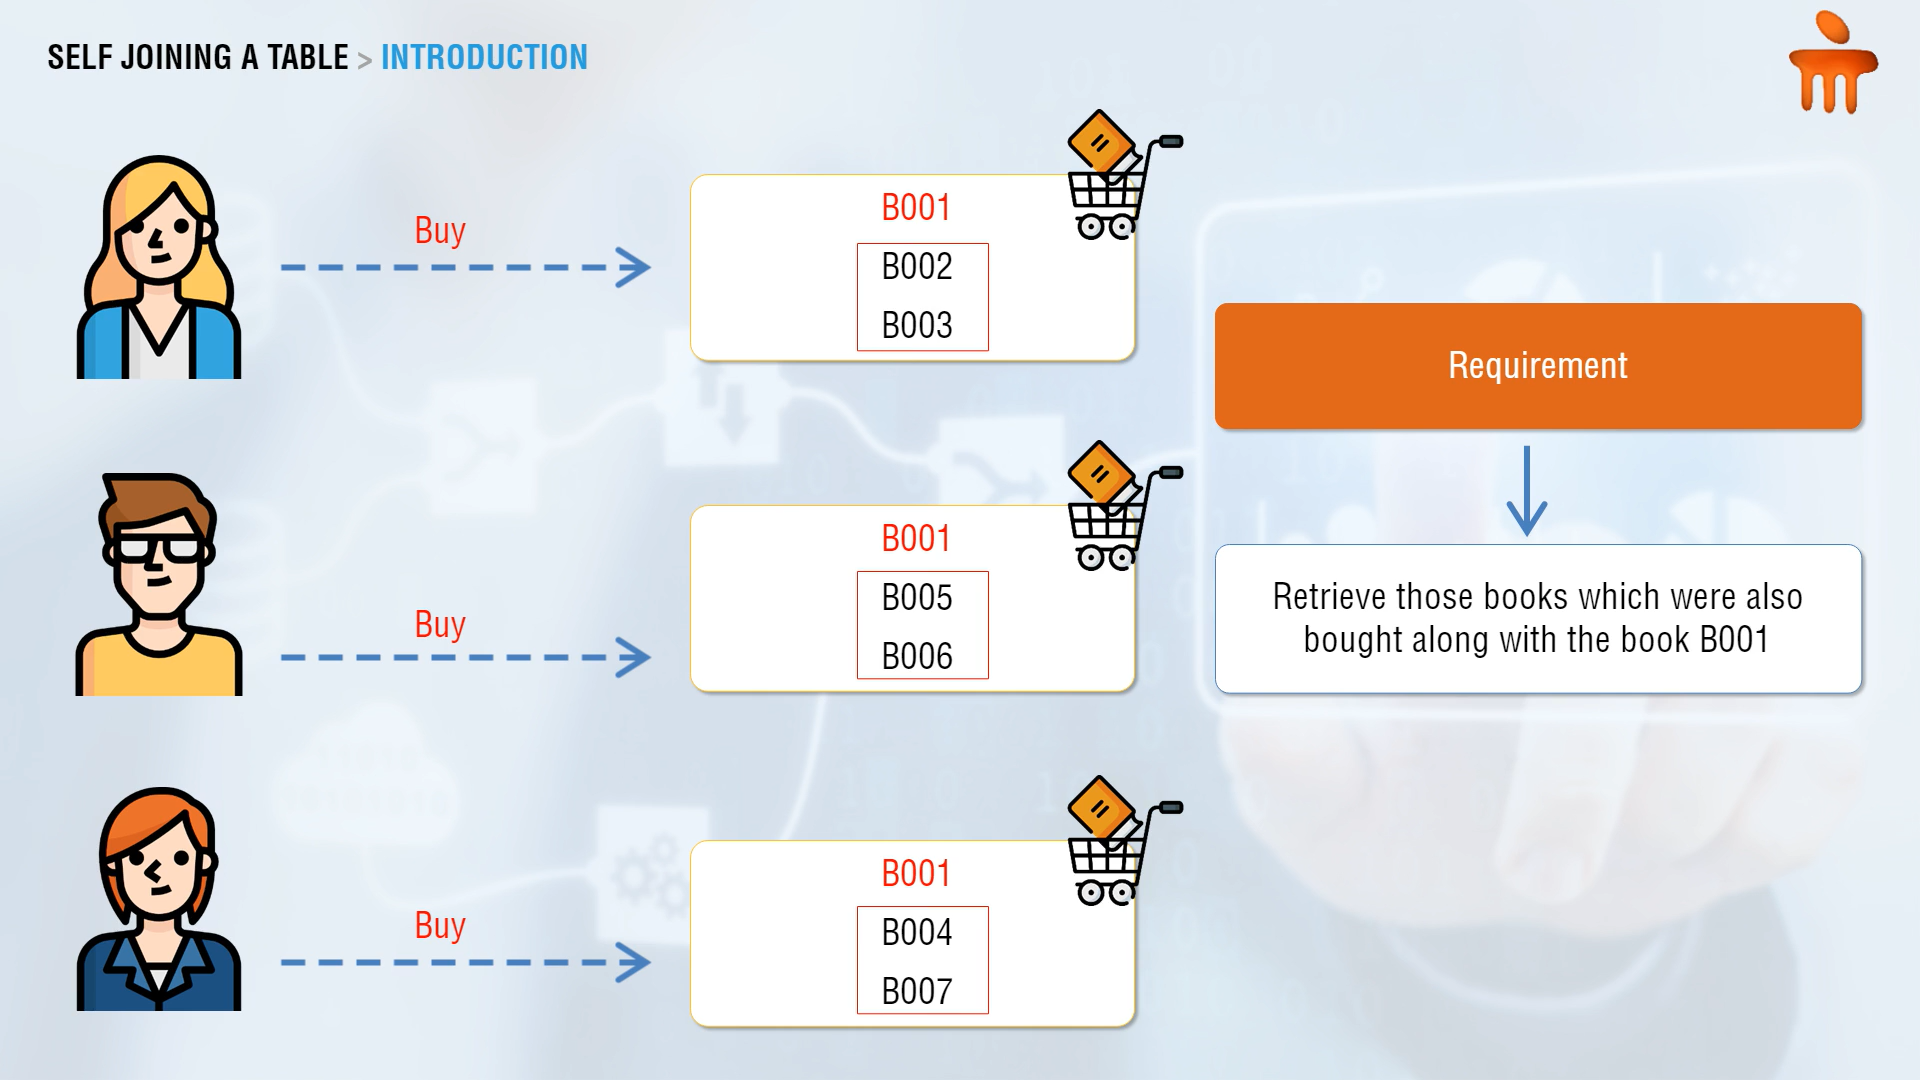 SELF JOINING A TABLE > INTRODUCTION
Buy
B001
B002
B003
Buy
B001
B005
B006
Buy
B001
B004
B007
Requirement
Retrieve those books which were also
bought along with the book B001